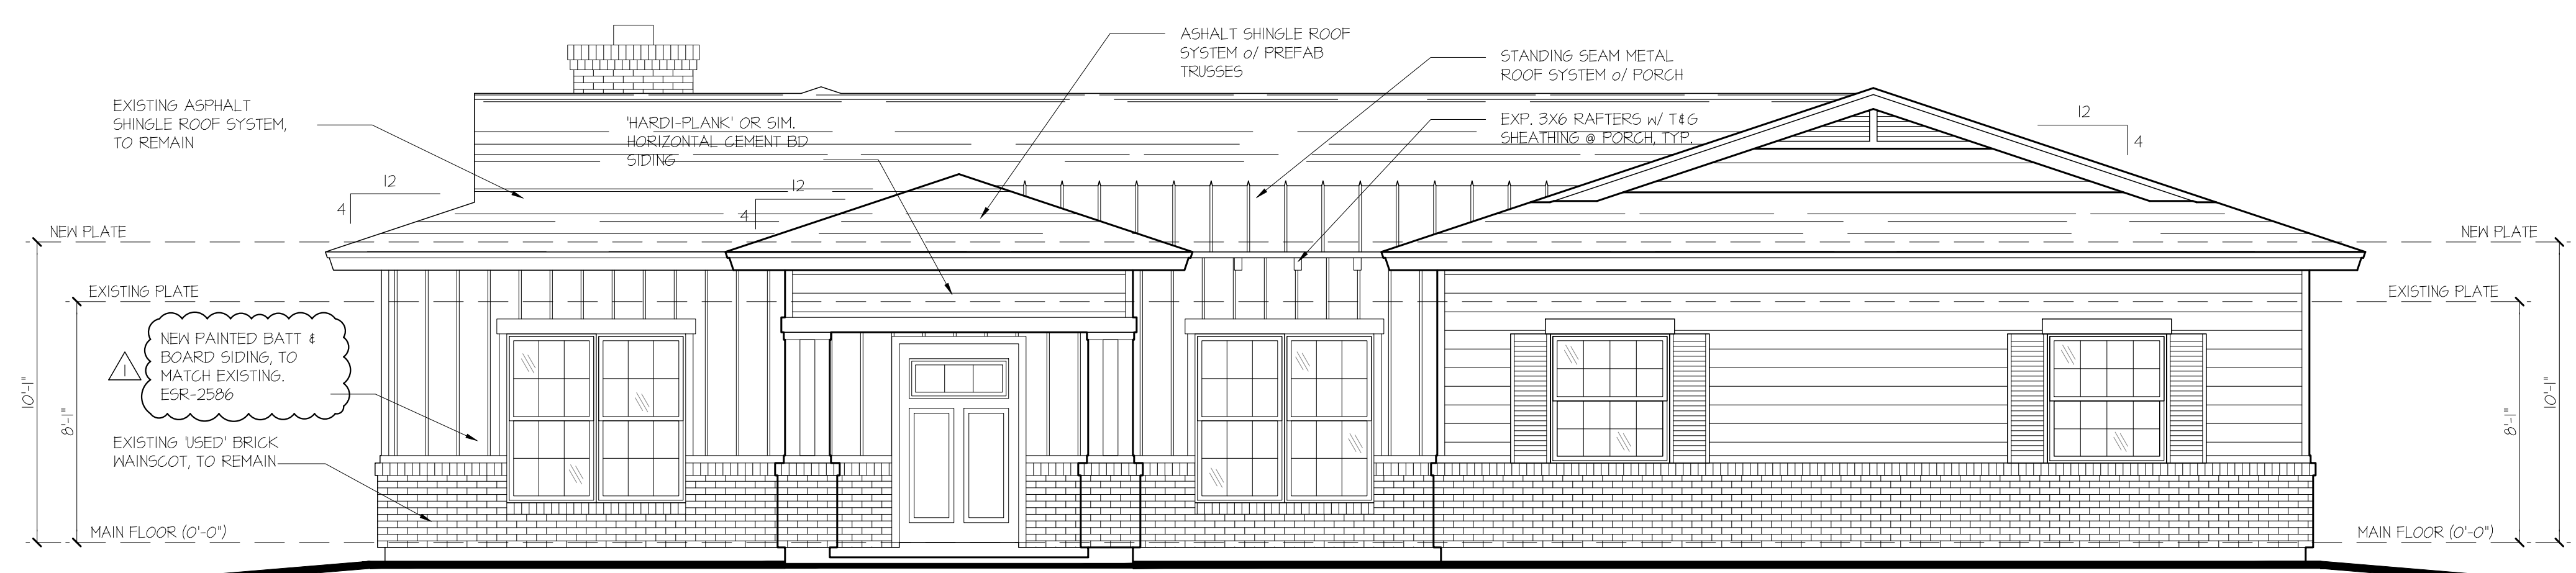 ASHALT SHINGLE ROOF
SYSTEM o/ PREFAB
TRUSSES
STANDING SEAM METAL
ROOF SYSTEM o/ PORCH
EXISTING ASPHALT
SHINGLE ROOF SYSTEM,
TO REMAIN
'HARDI-PLANK' OR SIM.
HORIZONTAL CEMENT BD
SIDING
EXP. 3X6 RAFTERS w/ T&G
SHEATHING @ PORCH, TYP.
12
4
12
4
12
4
NEW PLATE
NEW PLATE
EXISTING PLATE
EXISTING PLATE
NEW PAINTED BATT &
BOARD SIDING, TO
MATCH EXISTING.
ESR-2586
1
10'-1"
8'-1"
8'-1"
10'-1"
EXISTING 'USED' BRICK
WAINSCOT, TO REMAIN
MAIN FLOOR (0'-0")
MAIN FLOOR (0'-0")